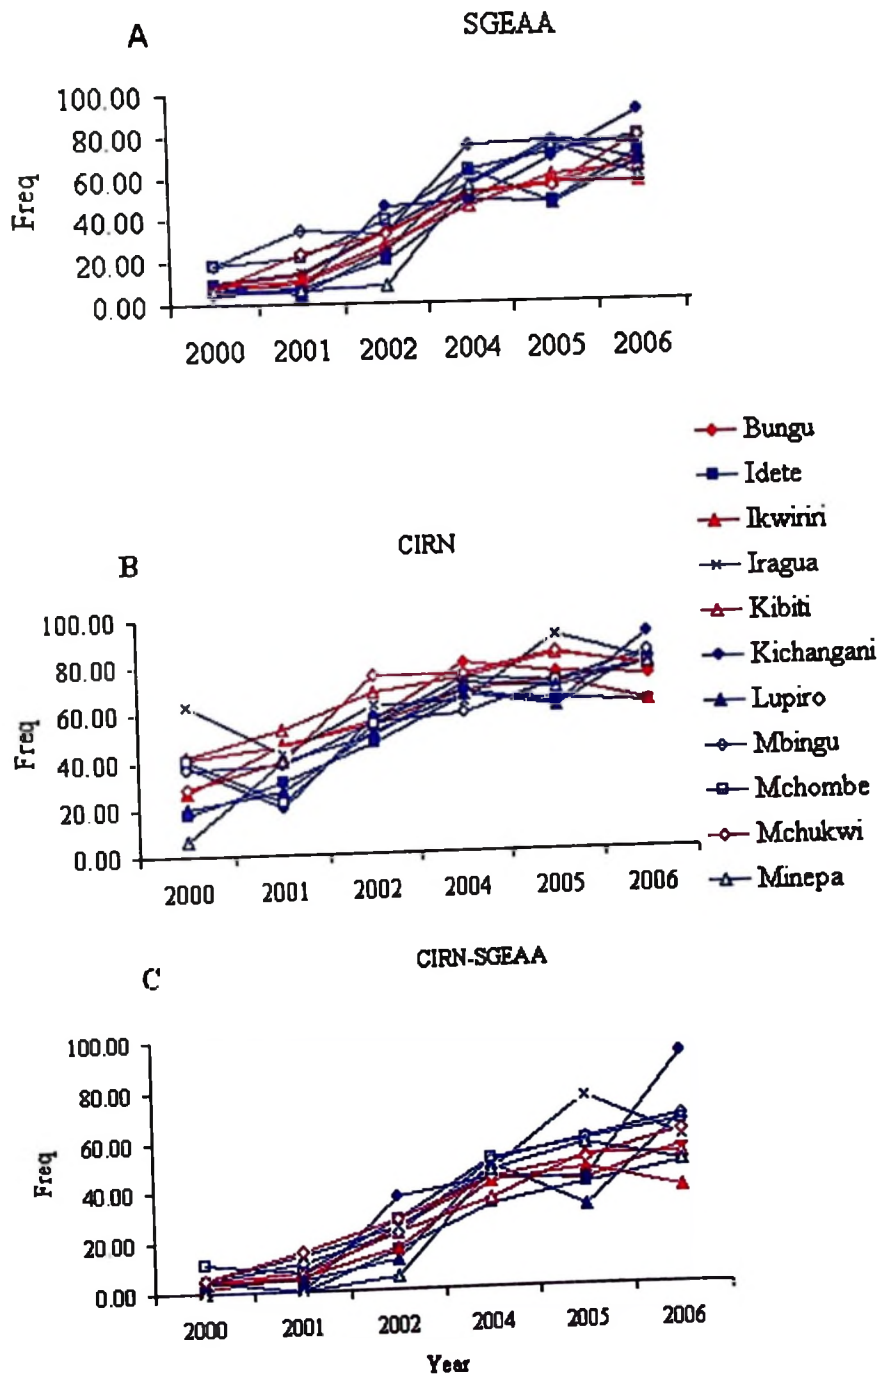 A
SGEAA
100.00
80.00
60.00
40.00
20.00
0.00
Freq
2000 2001 2002 2004 2005 2006
Bungu
Idete
Ikwiriri
Iragua
Kibiti
Kichangani
Lupiro
Mbingu
Mchombe
Mchukwi
Minepa
B
CIRN
100.00
80.00
60.00
40.00
20.00
0.00
Freq
2000 2001 2002 2004 2005 2006
C
CIRN-SGEAA
100.00
80.00
60.00
40.00
20.00
0.00
Freq
2000 2001 2002 2004 2005 2006
Year